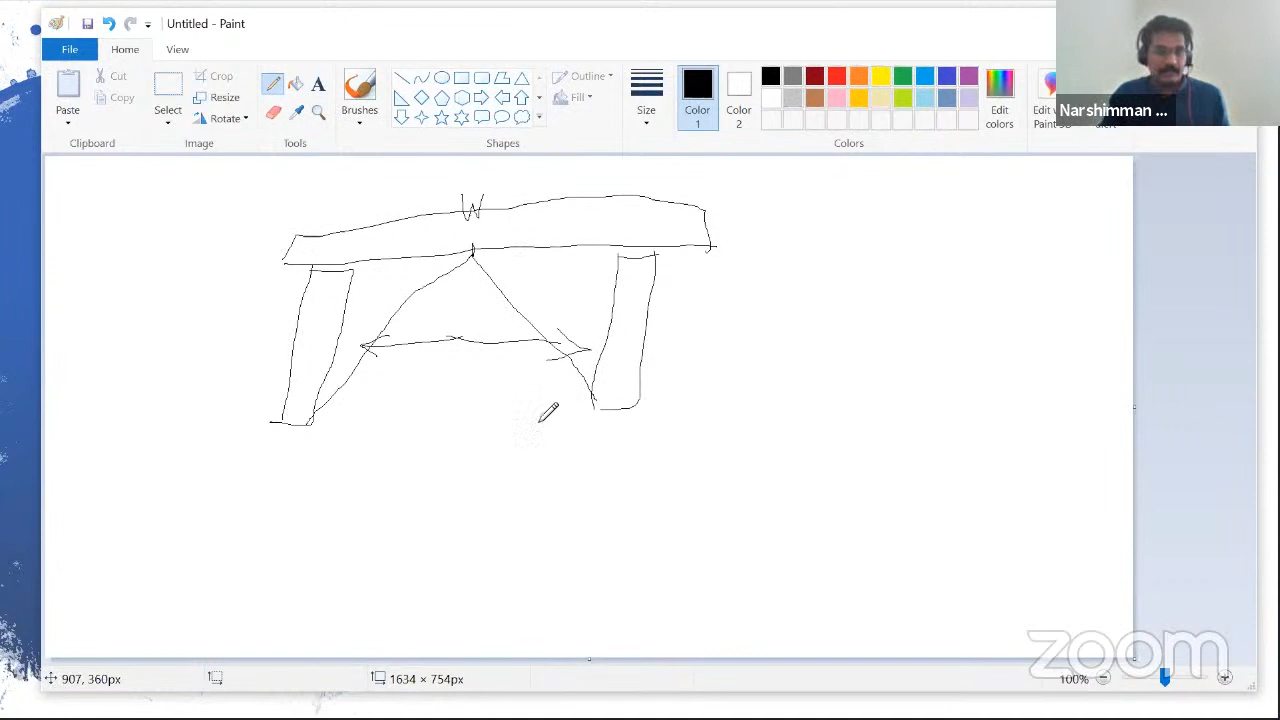 Untitled - Paint
File
Home
View
Paste
Cut
Copy
Clipboard
Select
Crop
Resize
Rotate
Image
A
Tools
Brushes
Shapes
Outline
Fill
Size
Color 1
Color 2
Edit colors
Colors
Narshimman ...
W
zoom
907, 360px
1634 × 754px
100%